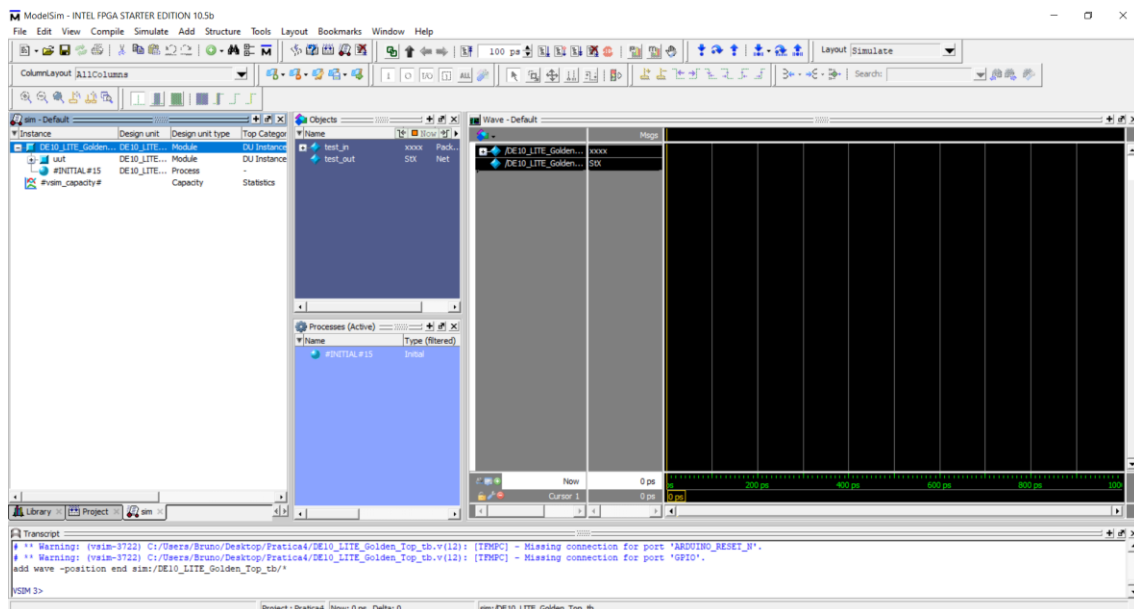 ModelSim - INTEL FPGA STARTER EDITION 10.5b
File Edit View Compile Simulate Add Structure Tools Layout Bookmarks Window Help
100 ps
Layout Simulate
ColumnLayout AllColumns
Search:
sim - Default
Instance Design unit Design unit type Top Categor
DE10_LITE_Golden... DE10_LITE... Module DU Instance
uut DE10_LITE... Module DU Instance
#INITIAL#15 DE10_LITE... Process -
#vsim_capacity# Capacity Statistics
Library Project sim
Objects
Name Now
test_in xxxx Pack...
test_out StX Net
Processes (Active)
Name Type (filtered)
#INITIAL#15 Initial
Wave - Default
Msgs
/DE10_LITE_Golden... xxxx
/DE10_LITE_Golden... StX
Now 0 ps
Cursor 1 0 ps
ps 200 ps 400 ps 600 ps 800 ps 100
0 ps
Transcript
# ** Warning: (vsim-3722) C:/Users/Bruno/Desktop/Pratica4/DE10_LITE_Golden_Top_tb.v(12): [TFMPC] - Missing connection for port 'ARDUINO_RESET_N'.
# ** Warning: (vsim-3722) C:/Users/Bruno/Desktop/Pratica4/DE10_LITE_Golden_Top_tb.v(12): [TFMPC] - Missing connection for port 'GPIO'.
add wave -position end sim:/DE10_LITE_Golden_Top_tb/*
VSIM 3>
Project : Pratica4 Now: 0 ps Delta: 0 sim:/DE10_LITE_Golden_Top_tb